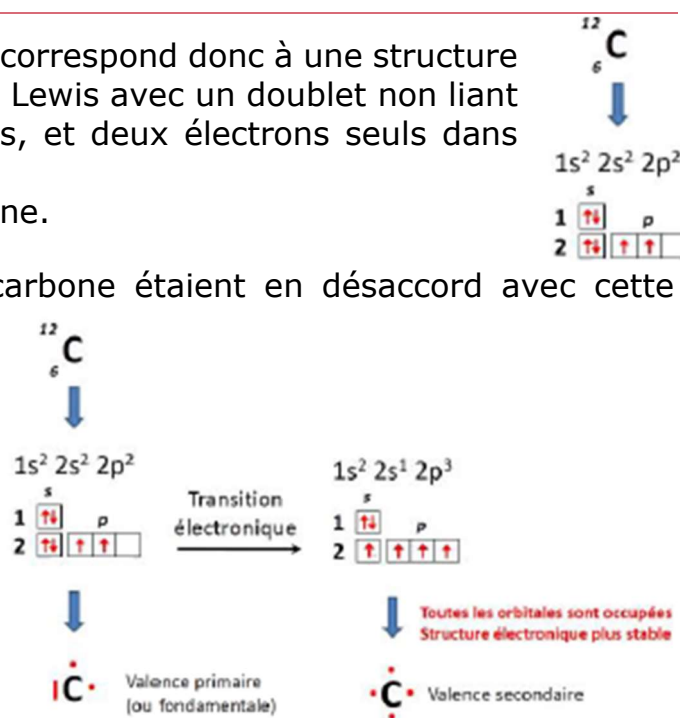 correspond donc à une structure
Lewis avec un doublet non liant
s, et deux électrons seuls dans
ne.
12
6 C
1s² 2s² 2p²
s
1 ↑↓ p
2 ↑↓ ↑ ↑
carbone étaient en désaccord avec cette
12
6 C
1s² 2s² 2p²
s
1 ↑↓ p
2 ↑↓ ↑ ↑
Transition
électronique
1s² 2s¹ 2p³
s
1 ↑↓ p
2 ↑ ↑ ↑ ↑
Toutes les orbitales sont occupées
Structure électronique plus stable
C
Valence primaire
(ou fondamentale)
C
Valence secondaire